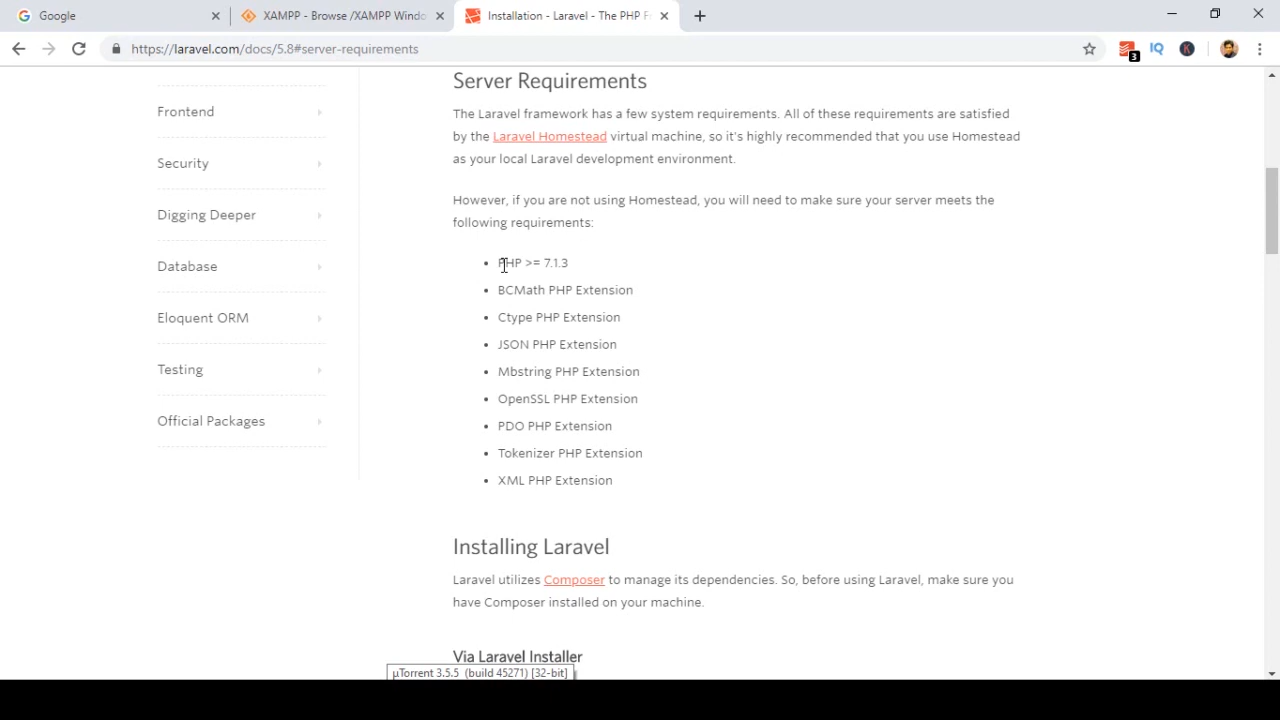 Google
XAMPP - Browse /XAMPP Windo
Installation - Laravel - The PHP F
https://laravel.com/docs/5.8#server-requirements
3
IQ
K
Frontend
Security
Digging Deeper
Database
Eloquent ORM
Testing
Official Packages
Server Requirements
The Laravel framework has a few system requirements. All of these requirements are satisfied
by the Laravel Homestead virtual machine, so it's highly recommended that you use Homestead
as your local Laravel development environment.
However, if you are not using Homestead, you will need to make sure your server meets the
following requirements:
• PHP >= 7.1.3
• BCMath PHP Extension
• Ctype PHP Extension
• JSON PHP Extension
• Mbstring PHP Extension
• OpenSSL PHP Extension
• PDO PHP Extension
• Tokenizer PHP Extension
• XML PHP Extension
Installing Laravel
Laravel utilizes Composer to manage its dependencies. So, before using Laravel, make sure you
have Composer installed on your machine.
Via Laravel Installer
µTorrent 3.5.5 (build 45271) [32-bit]